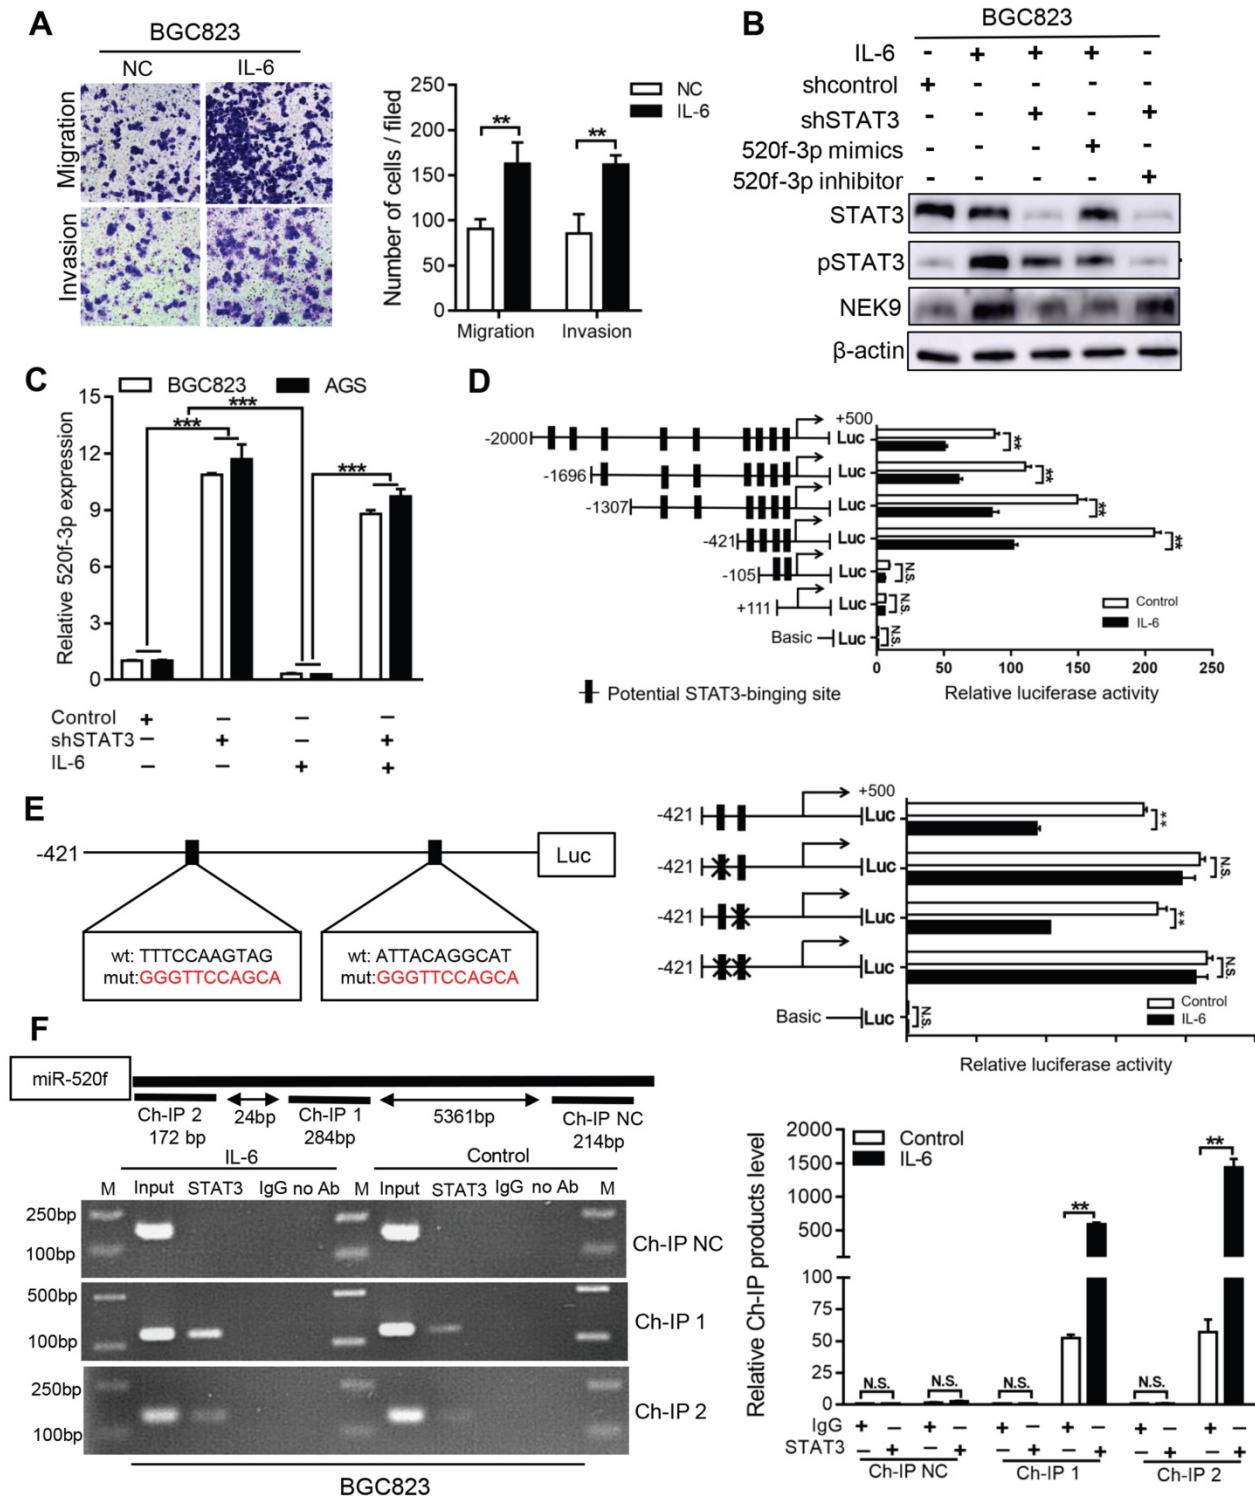 A
BGC823
NC IL-6
Migration
Invasion
Number of cells / filed
250
200
150
100
50
0
NC
IL-6
**
**
Migration Invasion
B
BGC823
IL-6 - + + + -
shcontrol + - - - -
shSTAT3 - - + - +
520f-3p mimics - - - + -
520f-3p inhibitor - - - - +
STAT3
pSTAT3
NEK9
β-actin
C
BGC823 AGS
Relative 520f-3p expression
15
12
9
6
3
0
***
***
***
Control + − − −
shSTAT3 − + − +
IL-6 − − + +
D
+500
-2000 Luc **
-1696 Luc **
-1307 Luc **
-421 Luc **
-105 Luc N.S.
+111 Luc N.S.
Basic Luc N.S.
Control
IL-6
0 50 100 150 200 250
Relative luciferase activity
Potential STAT3-binging site
E
-421 Luc
wt: TTTCCAAGTAG
mut:GGGTTCCAGCA
wt: ATTACAGGCAT
mut:GGGTTCCAGCA
+500
-421 Luc **
-421 Luc N.S.
-421 Luc **
-421 Luc N.S.
Basic Luc N.S.
Control
IL-6
Relative luciferase activity
F
miR-520f
Ch-IP 2 24bp Ch-IP 1 5361bp Ch-IP NC
172 bp 284bp 214bp
IL-6 Control
M Input STAT3 IgG no Ab M Input STAT3 IgG no Ab M
250bp
100bp
Ch-IP NC
500bp
100bp
Ch-IP 1
250bp
100bp
Ch-IP 2
BGC823
Relative Ch-IP products level
2000
1500
1000
500
100
75
50
25
0
Control
IL-6
N.S. N.S. N.S. ** N.S. **
IgG + − + − + − + − + − + −
STAT3 − + − + − + − + − + − +
Ch-IP NC Ch-IP 1 Ch-IP 2